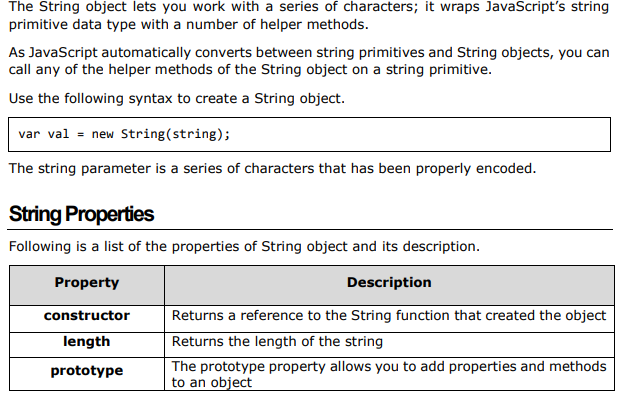 The String object lets you work with a series of characters; it wraps JavaScript's string
primitive data type with a number of helper methods.
As JavaScript automatically converts between string primitives and String objects, you can
call any of the helper methods of the String object on a string primitive.
Use the following syntax to create a String object.
var val = new String(string);
The string parameter is a series of characters that has been properly encoded.
String Properties
Following is a list of the properties of String object and its description.
Property Description
constructor Returns a reference to the String function that created the object
length Returns the length of the string
prototype The prototype property allows you to add properties and methods
to an object